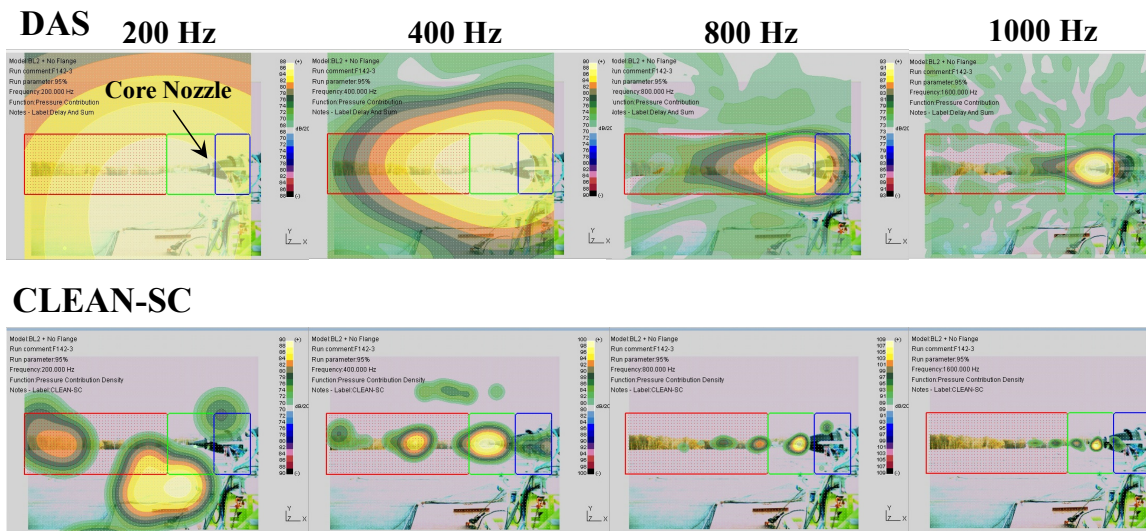 DAS
200 Hz
400 Hz
800 Hz
1000 Hz
Model:BL2 + No Flange
Run comment:F142-3
Run parameter:95%
Frequency:200.000 Hz
Function:Pressure Contribution
Notes - Label:Delay And Sum
Core Nozzle
Model:BL2 + No Flange
Run comment:F142-3
Run parameter:95%
Frequency:400.000 Hz
Function:Pressure Contribution
Notes - Label:Delay And Sum
Model:BL2 + No Flange
Run comment:F142-3
Run parameter:95%
Frequency:800.000 Hz
Function:Pressure Contribution
Notes - Label:Delay And Sum
Model:BL2 + No Flange
Run comment:F142-3
Run parameter:95%
Frequency:1600.000 Hz
Function:Pressure Contribution
Notes - Label:Delay And Sum
CLEAN-SC
Model:BL2 + No Flange
Run comment:F142-3
Run parameter:95%
Frequency:200.000 Hz
Function:Pressure Contribution Density
Notes - Label:CLEAN-SC
Model:BL2 + No Flange
Run comment:F142-3
Run parameter:95%
Frequency:400.000 Hz
Function:Pressure Contribution Density
Notes - Label:CLEAN-SC
Model:BL2 + No Flange
Run comment:F142-3
Run parameter:95%
Frequency:800.000 Hz
Function:Pressure Contribution Density
Notes - Label:CLEAN-SC
Model:BL2 + No Flange
Run comment:F142-3
Run parameter:95%
Frequency:1600.000 Hz
Function:Pressure Contribution Density
Notes - Label:CLEAN-SC